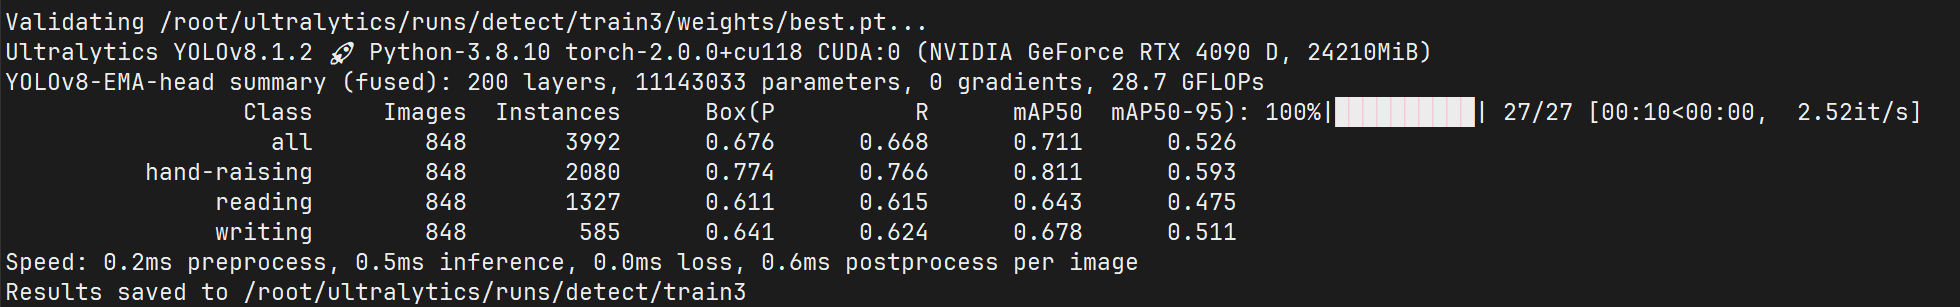 Validating /root/ultralytics/runs/detect/train3/weights/best.pt...
Ultralytics YOLOv8.1.2 🚀 Python-3.8.10 torch-2.0.0+cu118 CUDA:0 (NVIDIA GeForce RTX 4090 D, 24210MiB)
YOLOv8-EMA-head summary (fused): 200 layers, 11143033 parameters, 0 gradients, 28.7 GFLOPs
Class Images Instances Box(P R mAP50 mAP50-95): 100%|██████████| 27/27 [00:10<00:00, 2.52it/s]
all 848 3992 0.676 0.668 0.711 0.526
hand-raising 848 2080 0.774 0.766 0.811 0.593
reading 848 1327 0.611 0.615 0.643 0.475
writing 848 585 0.641 0.624 0.678 0.511
Speed: 0.2ms preprocess, 0.5ms inference, 0.0ms loss, 0.6ms postprocess per image
Results saved to /root/ultralytics/runs/detect/train3